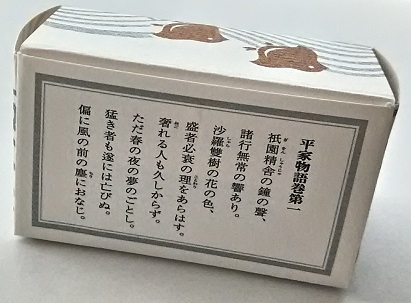 平家物語巻第一
祇園精舎の鐘の聲、
諸行無常の響あり。
沙羅雙樹の花の色、
盛者必衰の理をあらはす。
奢れる人も久しからず。
ただ春の夜の夢のごとし。
猛き者も遂には亡びぬ。
偏に風の前の塵におなじ。